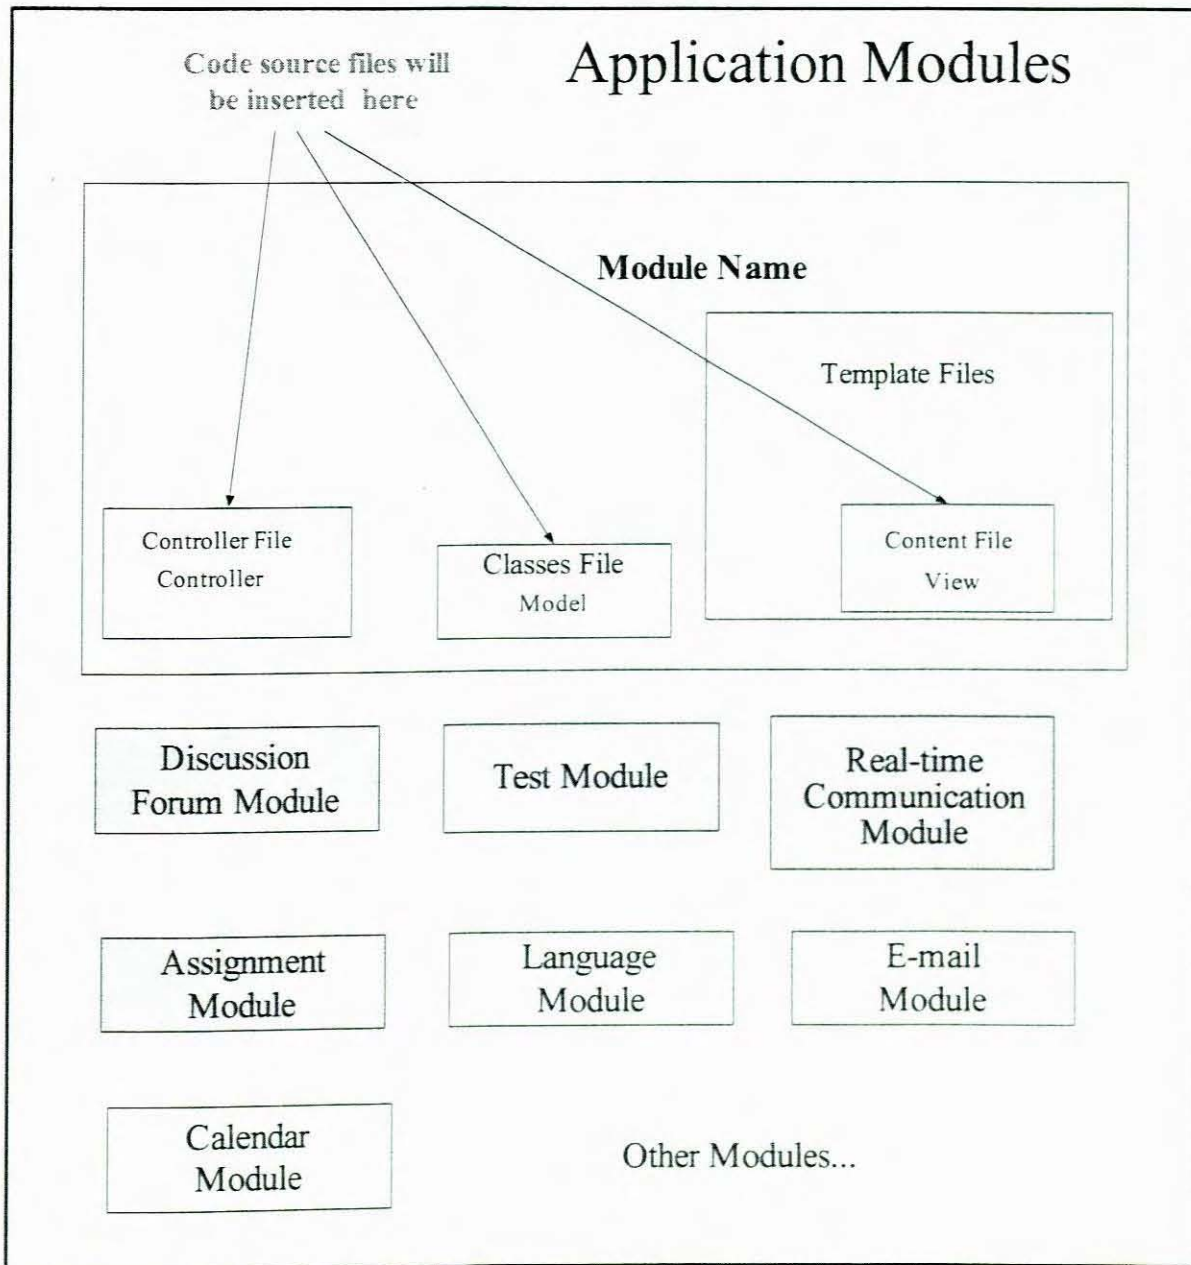 Application Modules
Code source files will
be inserted here
Module Name
Template Files
Controller File
Controller
Classes File
Model
Content File
View
Discussion
Forum Module
Test Module
Real-time
Communication
Module
Assignment
Module
Language
Module
E-mail
Module
Calendar
Module
Other Modules...